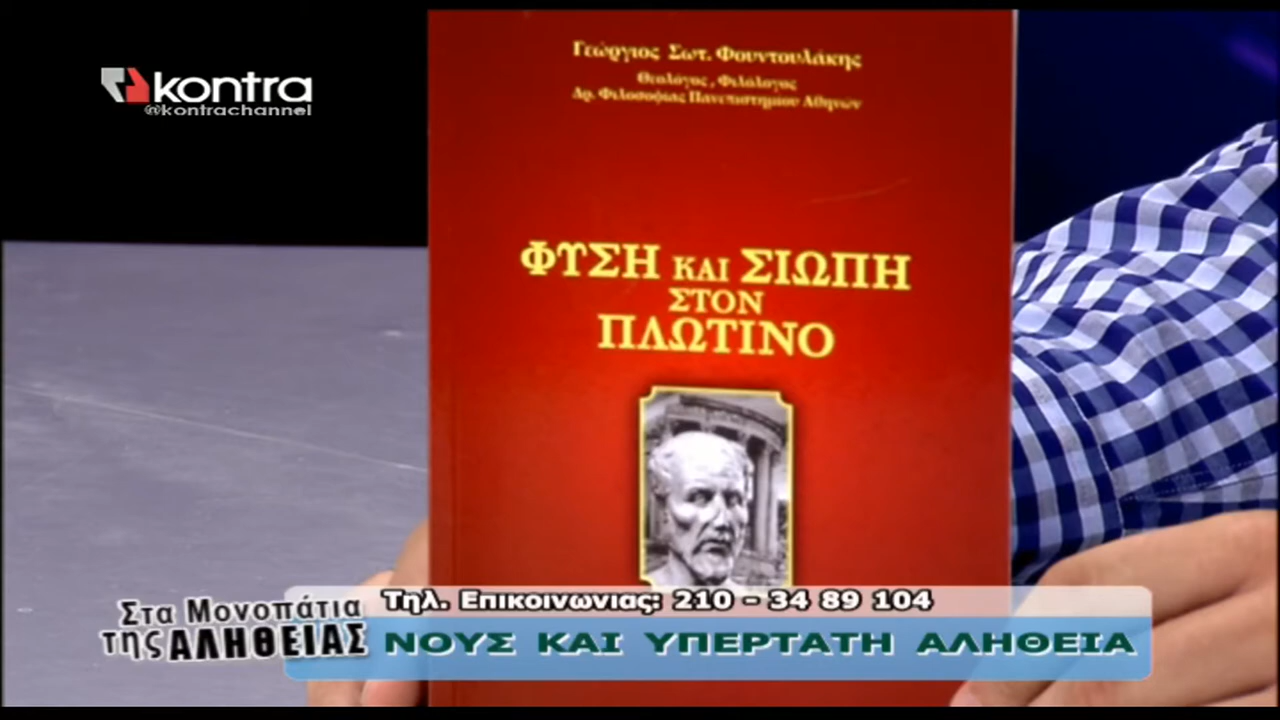 kontra
@kontrachannel
Γεώργιος Σωτ. Φουντουλάκης
Θεολόγος, Φιλόλογος
Δρ. Φιλοσοφίας Πανεπιστημίου Αθηνών
ΦΥΣΗ ΚΑΙ ΣΙΩΠΗ
ΣΤΟΝ
ΠΛΩΤΙΝΟ
Τηλ. Επικοινωνιας: 210 - 34 89 104
Στα Μονοπάτια
της ΑΛΗΘΕΙΑΣ
ΝΟΥΣ ΚΑΙ ΥΠΕΡΤΑΤΗ ΑΛΗΘΕΙΑ